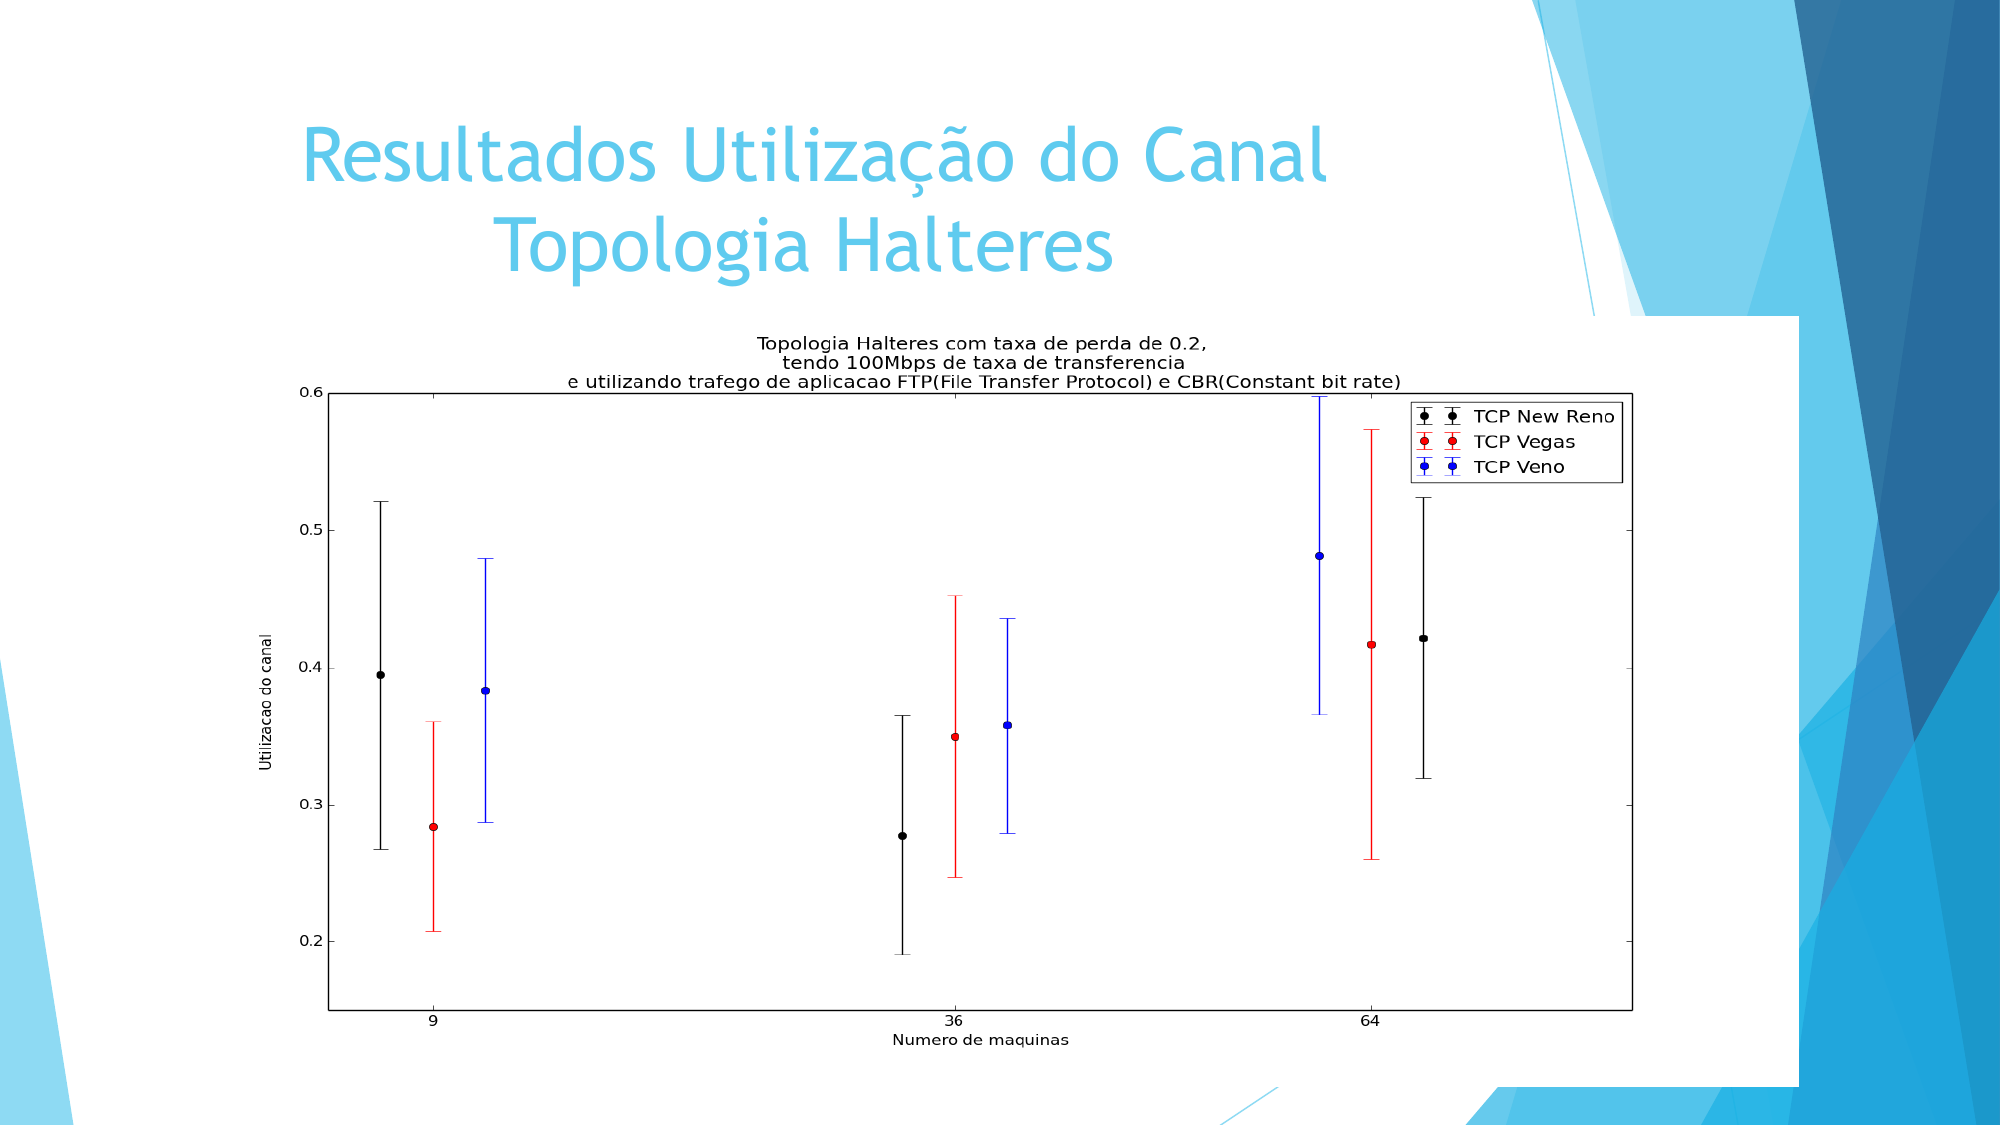 Resultados Utilização do Canal
Topologia Halteres
Topologia Halteres com taxa de perda de 0.2,
tendo 100Mbps de taxa de transferencia
e utilizando trafego de aplicacao FTP(File Transfer Protocol) e CBR(Constant bit rate)
0.6
TCP New Reno
TCP Vegas
TCP Veno
0.5
0.4
0.3
0.2
Utilizacao do canal
9 36 64
Numero de maquinas